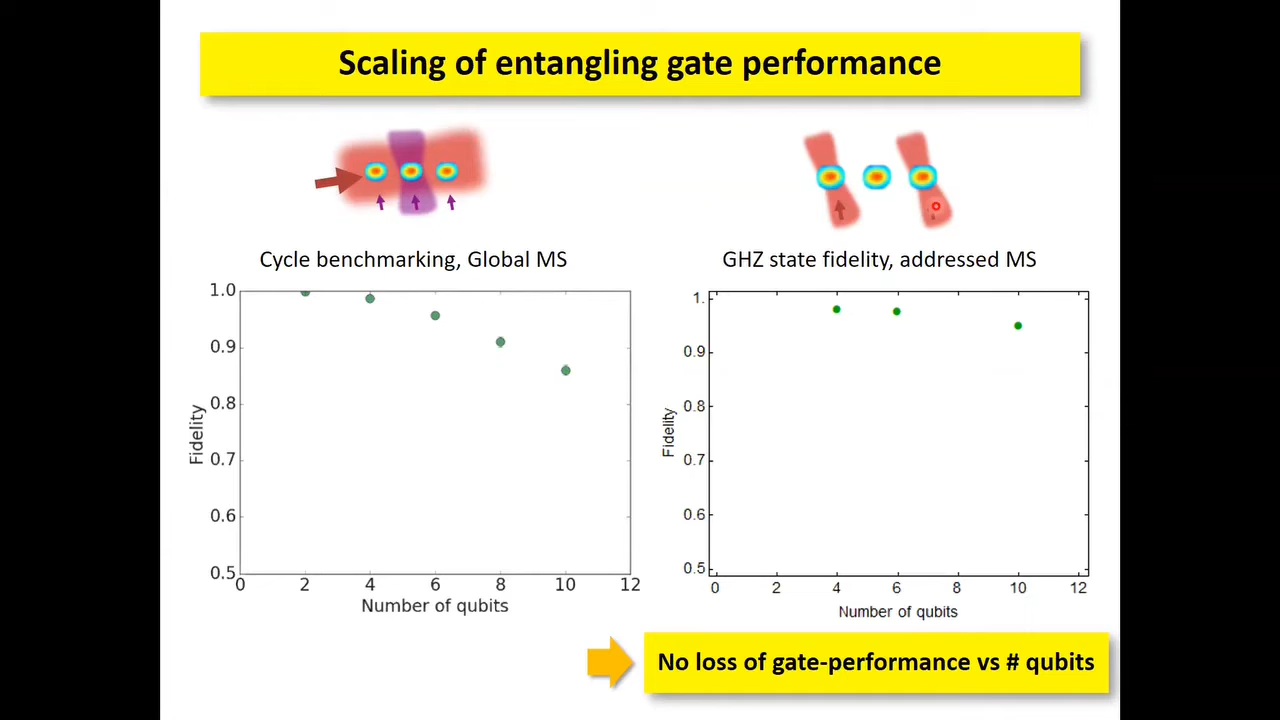 Scaling of entangling gate performance
Cycle benchmarking, Global MS
1.0
0.9
0.8
0.7
0.6
0.5
Fidelity
0 2 4 6 8 10 12
Number of qubits
GHZ state fidelity, addressed MS
1.
0.9
0.8
0.7
0.6
0.5
Fidelity
0 2 4 6 8 10 12
Number of qubits
No loss of gate-performance vs # qubits